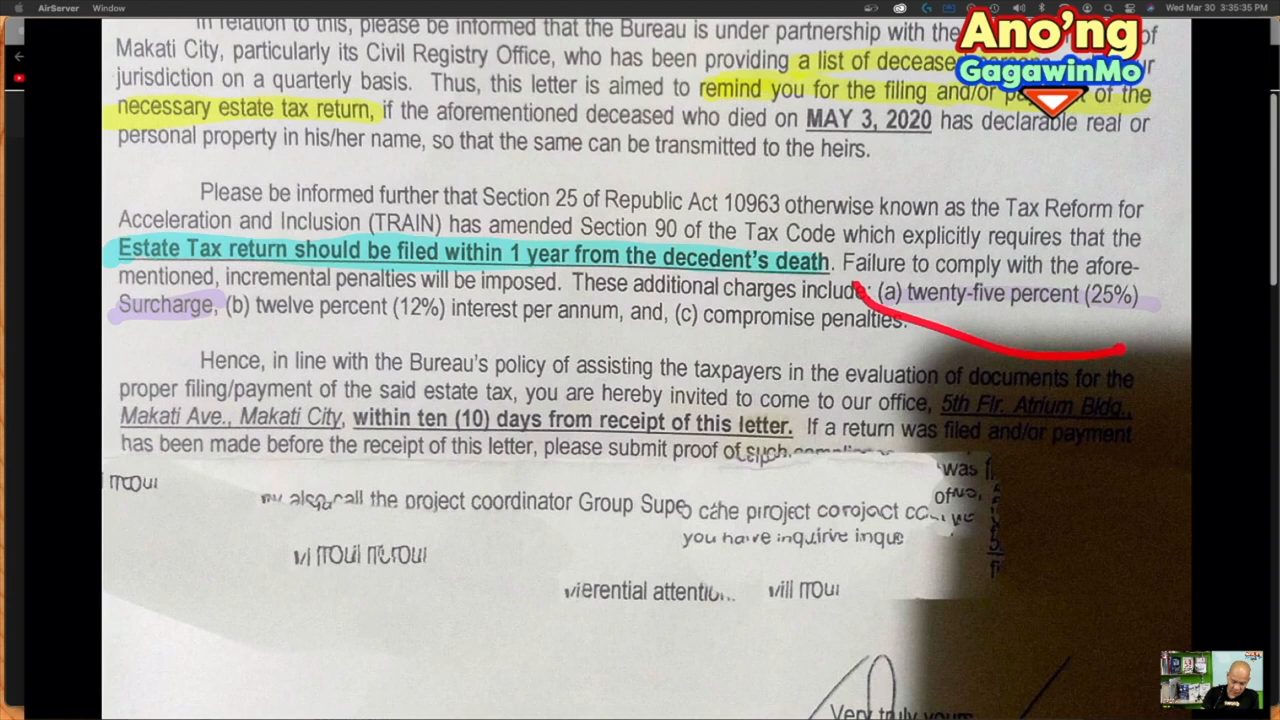 AirServer Window Wed Mar 30 3:35:35 PM
In relation to this, please be informed that the Bureau is under partnership with the of
Makati City, particularly its Civil Registry Office, who has been providing a list of deceased
jurisdiction on a quarterly basis. Thus, this letter is aimed to remind you for the filing and/or of the
necessary estate tax return, if the aforementioned deceased who died on MAY 3, 2020 has declarable real or
personal property in his/her name, so that the same can be transmitted to the heirs.
Ano'ng
GagawinMo
Please be informed further that Section 25 of Republic Act 10963 otherwise known as the Tax Reform for
Acceleration and Inclusion (TRAIN) has amended Section 90 of the Tax Code which explicitly requires that the
Estate Tax return should be filed within 1 year from the decedent's death. Failure to comply with the afore-
mentioned, incremental penalties will be imposed. These additional charges include: (a) twenty-five percent (25%)
Surcharge, (b) twelve percent (12%) interest per annum, and, (c) compromise penalties.
Hence, in line with the Bureau's policy of assisting the taxpayers in the evaluation of documents for the
proper filing/payment of the said estate tax, you are hereby invited to come to our office, 5th Flr. Atrium Bldg.,
Makati Ave., Makati City, within ten (10) days from receipt of this letter. If a return was filed and/or payment
has been made before the receipt of this letter, please submit proof of such
was
call the project coordinator Group
you have
attention
Very truly yours